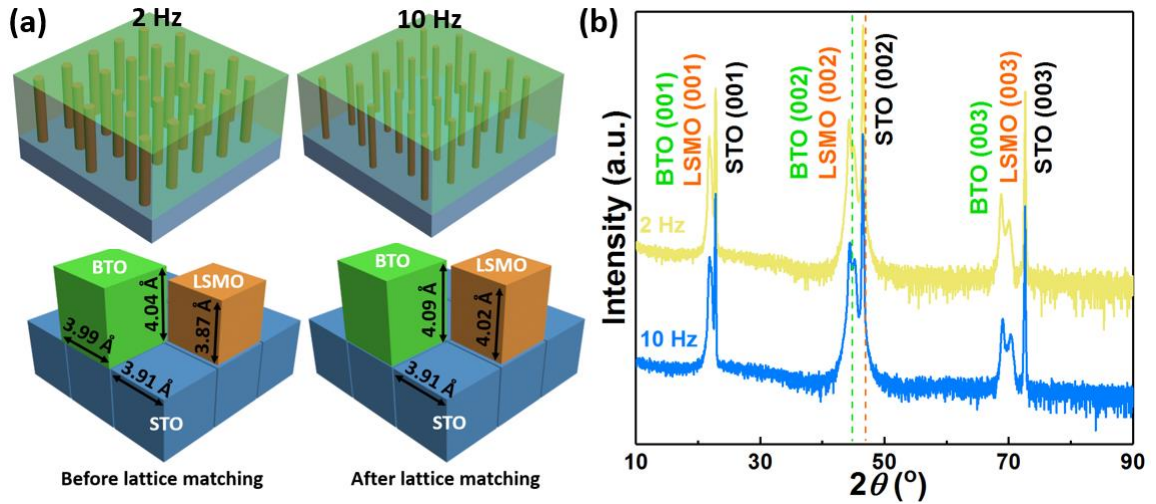 (a)
2 Hz
10 Hz
BTO
LSMO
4.04 Å
3.87 Å
3.99 Å
3.91 Å
STO
Before lattice matching
BTO
LSMO
4.09 Å
4.02 Å
3.91 Å
STO
After lattice matching
(b)
Intensity (a.u.)
BTO (001)
LSMO (001)
STO (001)
BTO (002)
LSMO (002)
STO (002)
BTO (003)
LSMO (003)
STO (003)
2 Hz
10 Hz
10 30 50 70 90
2θ (°)